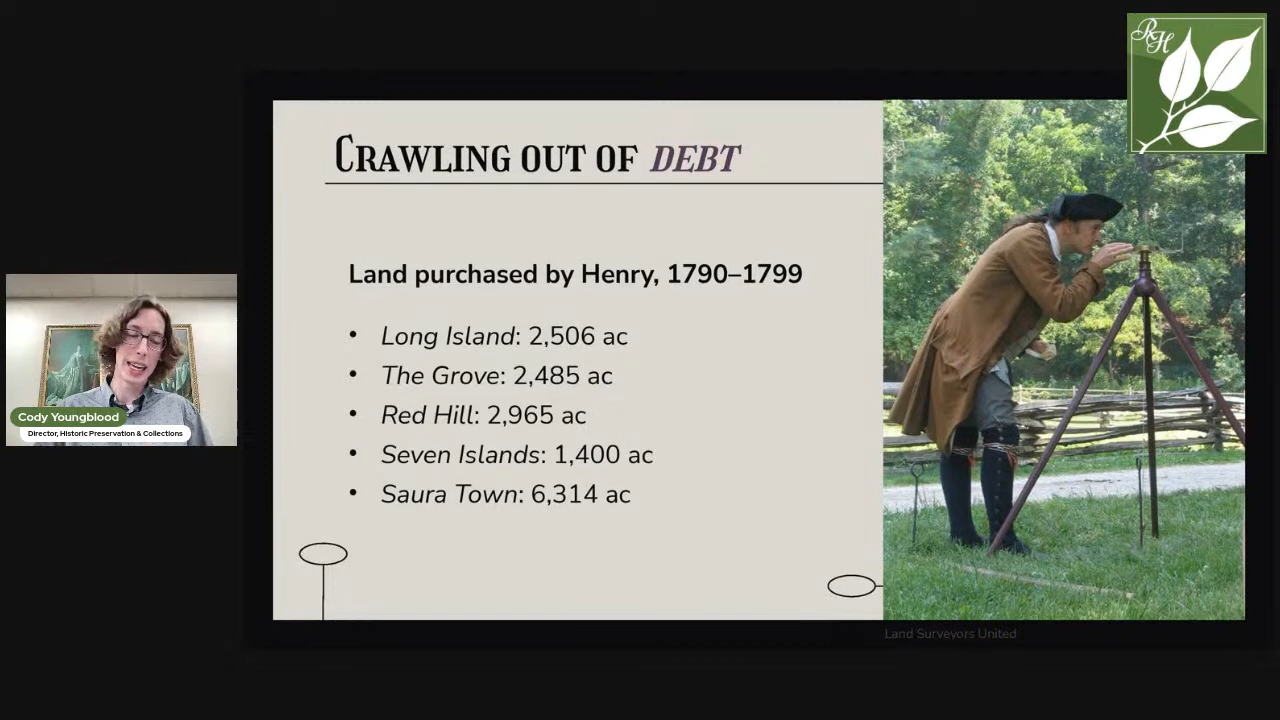 RH
CRAWLING OUT OF DEBT
Land purchased by Henry, 1790–1799
• Long Island: 2,506 ac
• The Grove: 2,485 ac
• Red Hill: 2,965 ac
• Seven Islands: 1,400 ac
• Saura Town: 6,314 ac
Cody Youngblood
Director, Historic Preservation & Collections
Land Surveyors United